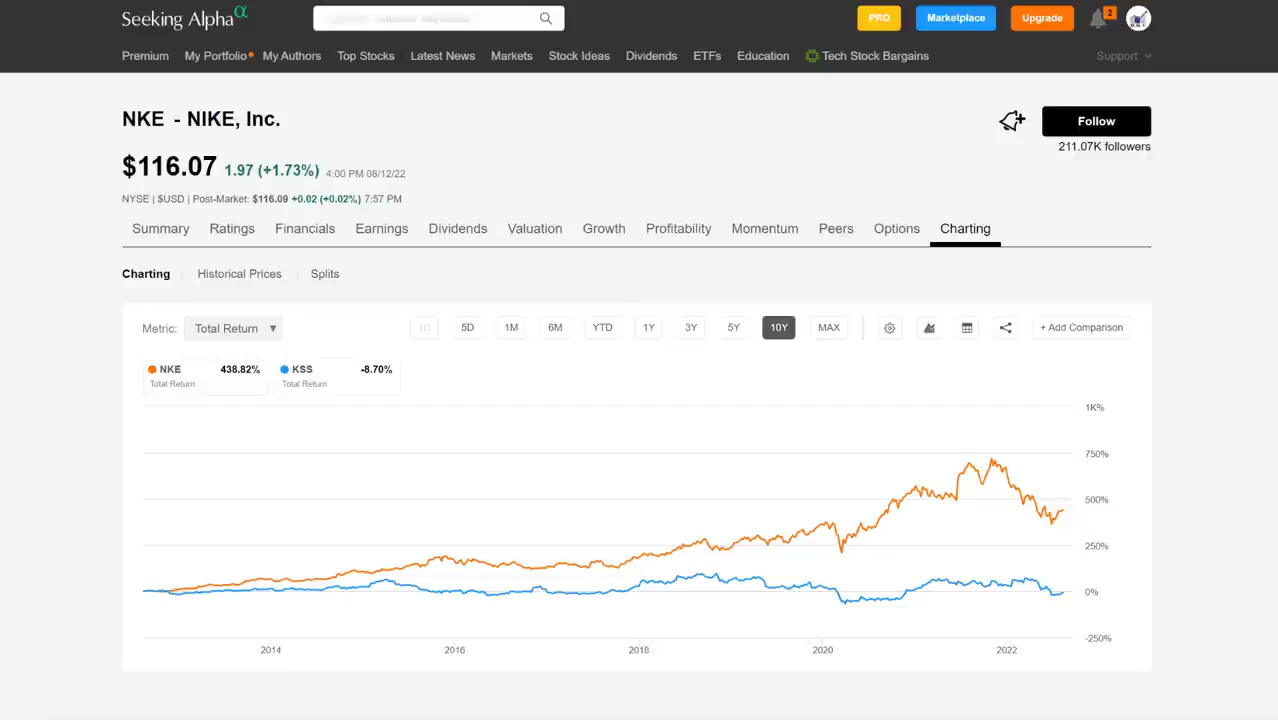 Seeking Alpha α
PRO
Marketplace
Upgrade
2
Premium My Portfolio My Authors Top Stocks Latest News Markets Stock Ideas Dividends ETFs Education Tech Stock Bargains Support
NKE - NIKE, Inc.
Follow
211.07K followers
$116.07 1.97 (+1.73%) 4:00 PM 08/12/22
NYSE | $USD | Post-Market: $116.09 +0.02 (+0.02%) 7:57 PM
Summary Ratings Financials Earnings Dividends Valuation Growth Profitability Momentum Peers Options Charting
Charting Historical Prices Splits
Metric: Total Return ▼ 1D 5D 1M 6M YTD 1Y 3Y 5Y 10Y MAX + Add Comparison
NKE 438.82% KSS -8.70%
Total Return Total Return
1K%
750%
500%
250%
0%
-250%
2014 2016 2018 2020 2022